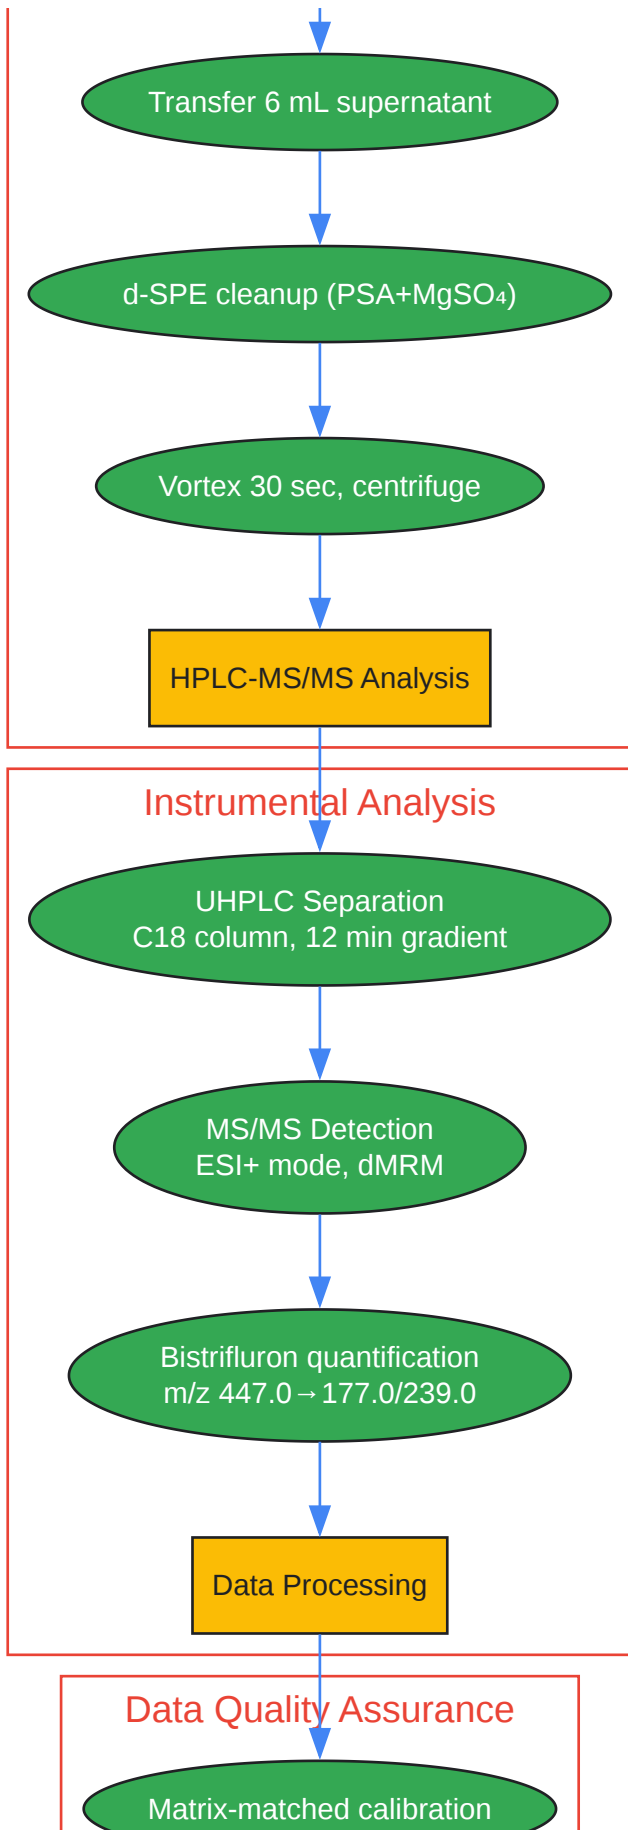 Transfer 6 mL supernatant
d-SPE cleanup (PSA+MgSO₄)
Vortex 30 sec, centrifuge
HPLC-MS/MS Analysis
Instrumental Analysis
UHPLC Separation
C18 column, 12 min gradient
MS/MS Detection
ESI+ mode, dMRM
Bistrifluron quantification
m/z 447.0→177.0/239.0
Data Processing
Data Quality Assurance
Matrix-matched calibration